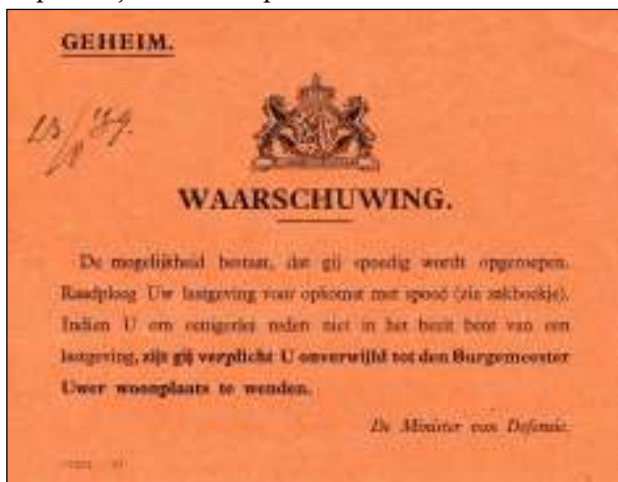 GEHEIM.
WAARSCHUWING.
De mogelijkheid bestaat, dat gij spoedig wordt opgeroepen.
Raadpleeg Uw lastgeving voor opkomst met spoed (zie zakboekje).
Indien U om eenigerlei reden niet in het bezit bent van een
lastgeving, zijt gij verplicht U onverwijld tot den Burgemeester
Uwer woonplaats te wenden.
De Minister van Defensie.